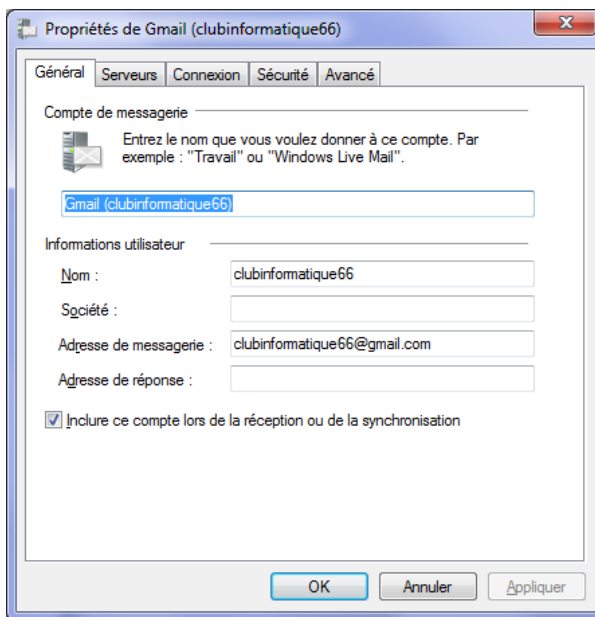 Propriétés de Gmail (clubinformatique66)
Général Serveurs Connexion Sécurité Avancé
Compte de messagerie
Entrez le nom que vous voulez donner à ce compte. Par
exemple : "Travail" ou "Windows Live Mail".
Gmail (clubinformatique66)
Informations utilisateur
Nom : clubinformatique66
Société :
Adresse de messagerie : clubinformatique66@gmail.com
Adresse de réponse :
Inclure ce compte lors de la réception ou de la synchronisation
OK Annuler Appliquer